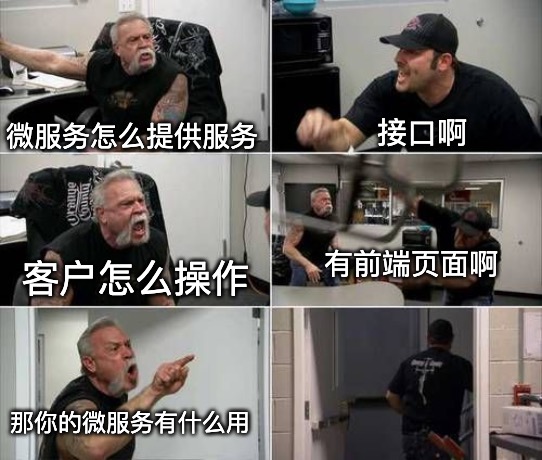 微服务怎么提供服务
接口啊
客户怎么操作
有前端页面啊
那你的微服务有什么用